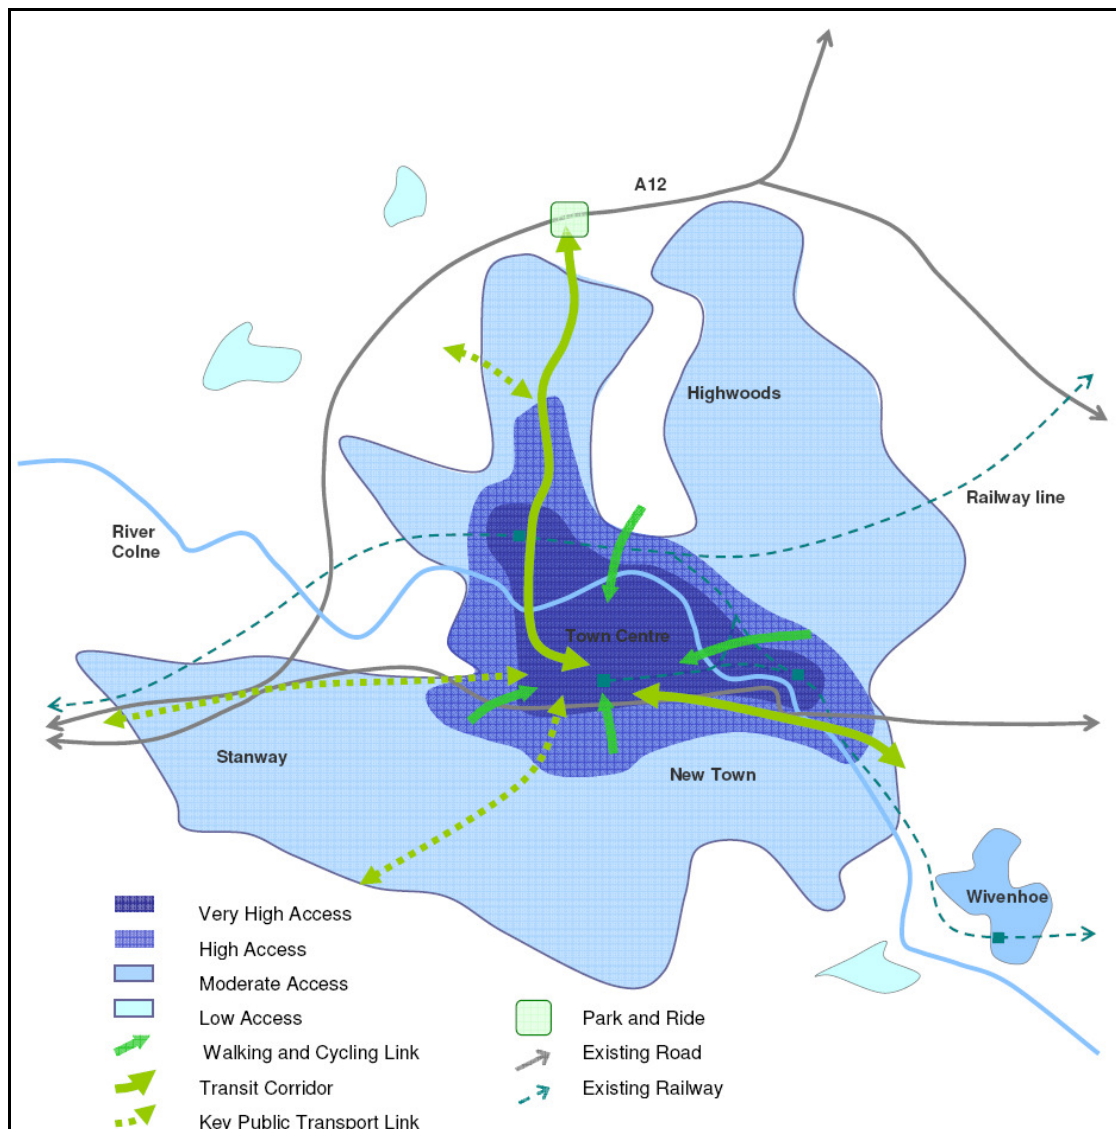 A12
Highwoods
Railway line
River
Colne
Town Centre
Stanway
New Town
Wivenhoe
Very High Access
High Access
Moderate Access
Low Access
Walking and Cycling Link
Transit Corridor
Key Public Transport Link
Park and Ride
Existing Road
Existing Railway